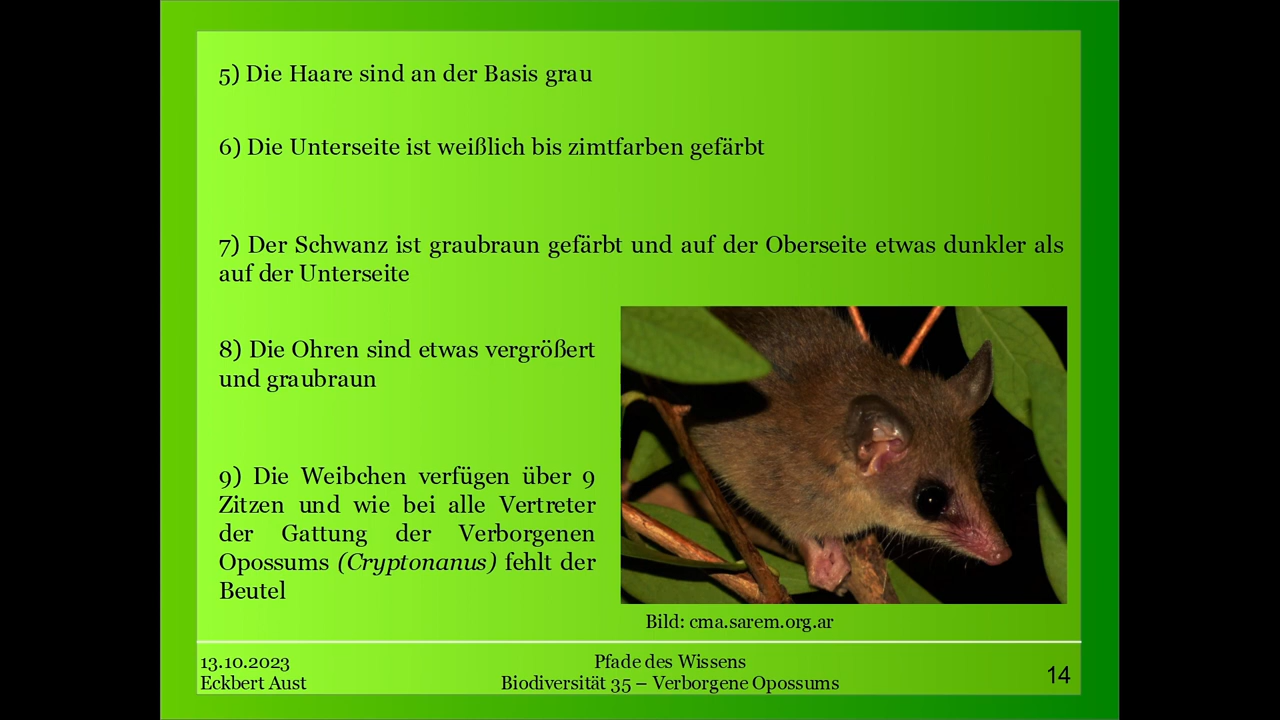 5) Die Haare sind an der Basis grau
6) Die Unterseite ist weißlich bis zimtfarben gefärbt
7) Der Schwanz ist graubraun gefärbt und auf der Oberseite etwas dunkler als
auf der Unterseite
8) Die Ohren sind etwas vergrößert
und graubraun
9) Die Weibchen verfügen über 9
Zitzen und wie bei alle Vertreter
der Gattung der Verborgenen
Opossums (Cryptonanus) fehlt der
Beutel
Bild: cma.sarem.org.ar
13.10.2023
Eckbert Aust
Pfade des Wissens
Biodiversität 35 – Verborgene Opossums
14